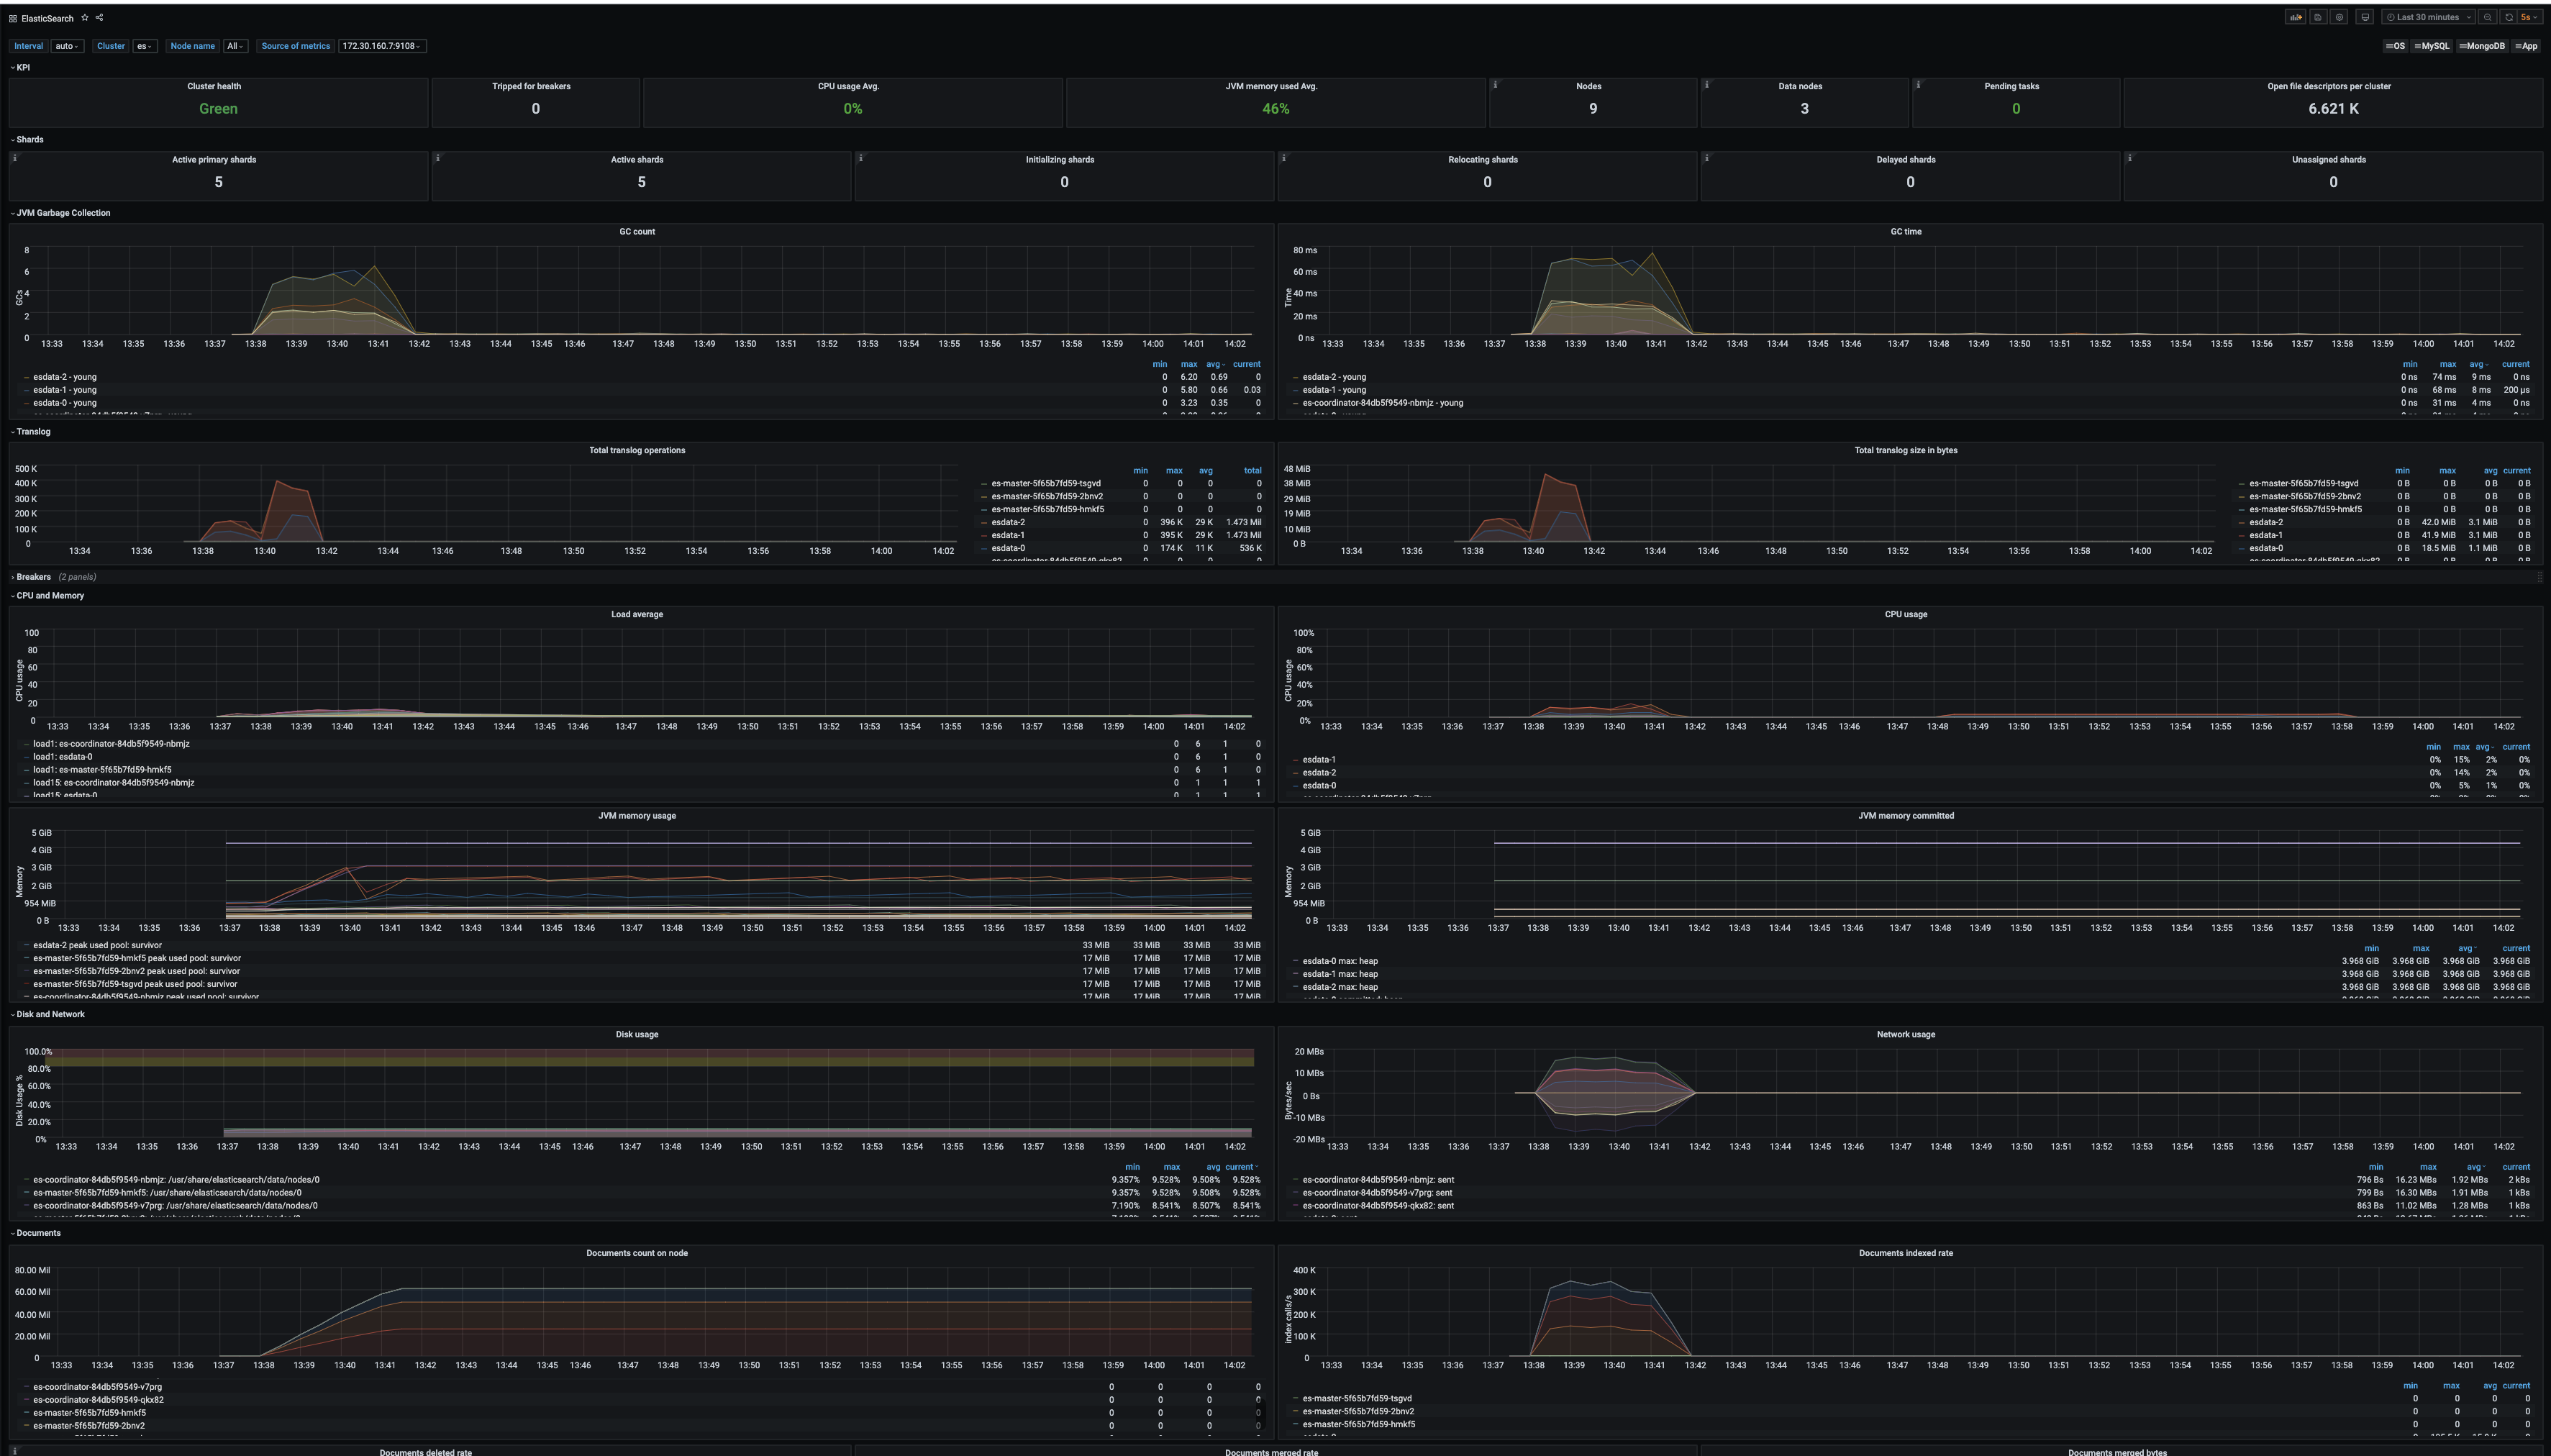 ElasticSearch
Last 30 minutes 5s
Interval auto Cluster es Node name All Source of metrics 172.30.160.7:9108
OS MySQL MongoDB App
KPI
Cluster health Tripped for breakers CPU usage Avg. JVM memory used Avg. Nodes Data nodes Pending tasks Open file descriptors per cluster
Green 0 0% 46% 9 3 0 6.621 K
Shards
Active primary shards Active shards Initializing shards Relocating shards Delayed shards Unassigned shards
5 5 0 0 0 0
JVM Garbage Collection
GC count
GCs
8
6
4
2
0
13:33 13:34 13:35 13:36 13:37 13:38 13:39 13:40 13:41 13:42 13:43 13:44 13:45 13:46 13:47 13:48 13:49 13:50 13:51 13:52 13:53 13:54 13:55 13:56 13:57 13:58 13:59 14:00 14:01 14:02
min max avg current
esdata-2 - young 0 6.20 0.69 0
esdata-1 - young 0 5.80 0.66 0.03
esdata-0 - young 0 3.23 0.35 0
GC time
Time
80 ms
60 ms
40 ms
20 ms
0 ns
13:33 13:34 13:35 13:36 13:37 13:38 13:39 13:40 13:41 13:42 13:43 13:44 13:45 13:46 13:47 13:48 13:49 13:50 13:51 13:52 13:53 13:54 13:55 13:56 13:57 13:58 13:59 14:00 14:01 14:02
min max avg current
esdata-2 - young 0 ns 74 ms 9 ms 0 ns
esdata-1 - young 0 ns 68 ms 8 ms 200 µs
es-coordinator-84db5f9549-nbmjz - young 0 ns 31 ms 4 ms 0 ns
Translog
Total translog operations
500 K
400 K
300 K
200 K
100 K
0
13:34 13:36 13:38 13:40 13:42 13:44 13:46 13:48 13:50 13:52 13:54 13:56 13:58 14:00 14:02
min max avg total
es-master-5f65b7fd59-tsgvd 0 0 0 0
es-master-5f65b7fd59-2bnv2 0 0 0 0
es-master-5f65b7fd59-hmkf5 0 0 0 0
esdata-2 0 396 K 29 K 1.473 Mil
esdata-1 0 395 K 29 K 1.473 Mil
esdata-0 0 174 K 11 K 536 K
Total translog size in bytes
48 MiB
38 MiB
29 MiB
19 MiB
10 MiB
0 B
13:34 13:36 13:38 13:40 13:42 13:44 13:46 13:48 13:50 13:52 13:54 13:56 13:58 14:00 14:02
min max avg current
es-master-5f65b7fd59-tsgvd 0 B 0 B 0 B 0 B
es-master-5f65b7fd59-2bnv2 0 B 0 B 0 B 0 B
es-master-5f65b7fd59-hmkf5 0 B 0 B 0 B 0 B
esdata-2 0 B 42.0 MiB 3.1 MiB 0 B
esdata-1 0 B 41.9 MiB 3.1 MiB 0 B
esdata-0 0 B 18.5 MiB 1.1 MiB 0 B
Breakers (2 panels)
CPU and Memory
Load average
CPU usage
100
80
60
40
20
0
13:33 13:34 13:35 13:36 13:37 13:38 13:39 13:40 13:41 13:42 13:43 13:44 13:45 13:46 13:47 13:48 13:49 13:50 13:51 13:52 13:53 13:54 13:55 13:56 13:57 13:58 13:59 14:00 14:01 14:02
load1: es-coordinator-84db5f9549-nbmjz 0 6 1 0
load1: esdata-0 0 6 1 0
load1: es-master-5f65b7fd59-hmkf5 0 6 1 0
load15: es-coordinator-84db5f9549-nbmjz 0 1 1 1
load15: esdata-0 0 1 1 1
CPU usage
CPU usage
100%
80%
60%
40%
20%
0%
13:33 13:34 13:35 13:36 13:37 13:38 13:39 13:40 13:41 13:42 13:43 13:44 13:45 13:46 13:47 13:48 13:49 13:50 13:51 13:52 13:53 13:54 13:55 13:56 13:57 13:58 13:59 14:00 14:01 14:02
min max avg current
esdata-1 0% 15% 2% 0%
esdata-2 0% 14% 2% 0%
esdata-0 0% 5% 1% 0%
JVM memory usage
Memory
5 GiB
4 GiB
3 GiB
2 GiB
954 MiB
0 B
13:33 13:34 13:35 13:36 13:37 13:38 13:39 13:40 13:41 13:42 13:43 13:44 13:45 13:46 13:47 13:48 13:49 13:50 13:51 13:52 13:53 13:54 13:55 13:56 13:57 13:58 13:59 14:00 14:01 14:02
esdata-2 peak used pool: survivor 33 MiB 33 MiB 33 MiB 33 MiB
es-master-5f65b7fd59-hmkf5 peak used pool: survivor 17 MiB 17 MiB 17 MiB 17 MiB
es-master-5f65b7fd59-2bnv2 peak used pool: survivor 17 MiB 17 MiB 17 MiB 17 MiB
es-master-5f65b7fd59-tsgvd peak used pool: survivor 17 MiB 17 MiB 17 MiB 17 MiB
es-coordinator-84db5f9549-nbmjz peak used pool: survivor 17 MiB 17 MiB 17 MiB 17 MiB
JVM memory committed
Memory
5 GiB
4 GiB
3 GiB
2 GiB
954 MiB
0 B
13:33 13:34 13:35 13:36 13:37 13:38 13:39 13:40 13:41 13:42 13:43 13:44 13:45 13:46 13:47 13:48 13:49 13:50 13:51 13:52 13:53 13:54 13:55 13:56 13:57 13:58 13:59 14:00 14:01 14:02
min max avg current
esdata-0 max: heap 3.968 GiB 3.968 GiB 3.968 GiB 3.968 GiB
esdata-1 max: heap 3.968 GiB 3.968 GiB 3.968 GiB 3.968 GiB
esdata-2 max: heap 3.968 GiB 3.968 GiB 3.968 GiB 3.968 GiB
Disk and Network
Disk usage
Disk Usage %
100.0%
80.0%
60.0%
40.0%
20.0%
0%
13:33 13:34 13:35 13:36 13:37 13:38 13:39 13:40 13:41 13:42 13:43 13:44 13:45 13:46 13:47 13:48 13:49 13:50 13:51 13:52 13:53 13:54 13:55 13:56 13:57 13:58 13:59 14:00 14:01 14:02
min max avg current
es-coordinator-84db5f9549-nbmjz: /usr/share/elasticsearch/data/nodes/0 9.357% 9.528% 9.508% 9.528%
es-master-5f65b7fd59-hmkf5: /usr/share/elasticsearch/data/nodes/0 9.357% 9.528% 9.508% 9.528%
es-coordinator-84db5f9549-v7prg: /usr/share/elasticsearch/data/nodes/0 7.190% 8.541% 8.507% 8.541%
Network usage
Bytes/sec
20 MBs
10 MBs
0 Bs
-10 MBs
-20 MBs
13:33 13:34 13:35 13:36 13:37 13:38 13:39 13:40 13:41 13:42 13:43 13:44 13:45 13:46 13:47 13:48 13:49 13:50 13:51 13:52 13:53 13:54 13:55 13:56 13:57 13:58 13:59 14:00 14:01 14:02
min max avg current
es-coordinator-84db5f9549-nbmjz: sent 796 Bs 16.23 MBs 1.92 MBs 2 kBs
es-coordinator-84db5f9549-v7prg: sent 799 Bs 16.30 MBs 1.91 MBs 1 kBs
es-coordinator-84db5f9549-qkx82: sent 863 Bs 11.02 MBs 1.28 MBs 1 kBs
Documents
Documents count on node
80.00 Mil
60.00 Mil
40.00 Mil
20.00 Mil
0
13:33 13:34 13:35 13:36 13:37 13:38 13:39 13:40 13:41 13:42 13:43 13:44 13:45 13:46 13:47 13:48 13:49 13:50 13:51 13:52 13:53 13:54 13:55 13:56 13:57 13:58 13:59 14:00 14:01 14:02
es-coordinator-84db5f9549-v7prg 0 0 0 0
es-coordinator-84db5f9549-qkx82 0 0 0 0
es-master-5f65b7fd59-hmkf5 0 0 0 0
es-master-5f65b7fd59-2bnv2 0 0 0 0
Documents indexed rate
index calls/s
400 K
300 K
200 K
100 K
0
13:33 13:34 13:35 13:36 13:37 13:38 13:39 13:40 13:41 13:42 13:43 13:44 13:45 13:46 13:47 13:48 13:49 13:50 13:51 13:52 13:53 13:54 13:55 13:56 13:57 13:58 13:59 14:00 14:01 14:02
min max avg current
es-master-5f65b7fd59-tsgvd 0 0 0 0
es-master-5f65b7fd59-2bnv2 0 0 0 0
es-master-5f65b7fd59-hmkf5 0 0 0 0
Documents deleted rate Documents merged rate Documents merged bytes